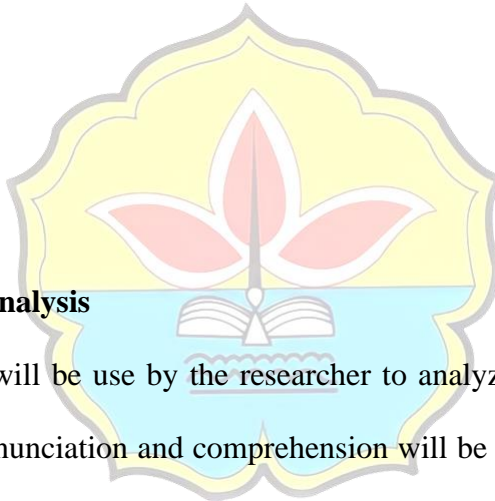 nalysis
will be use by the researcher to analyz
nunciation and comprehension will be